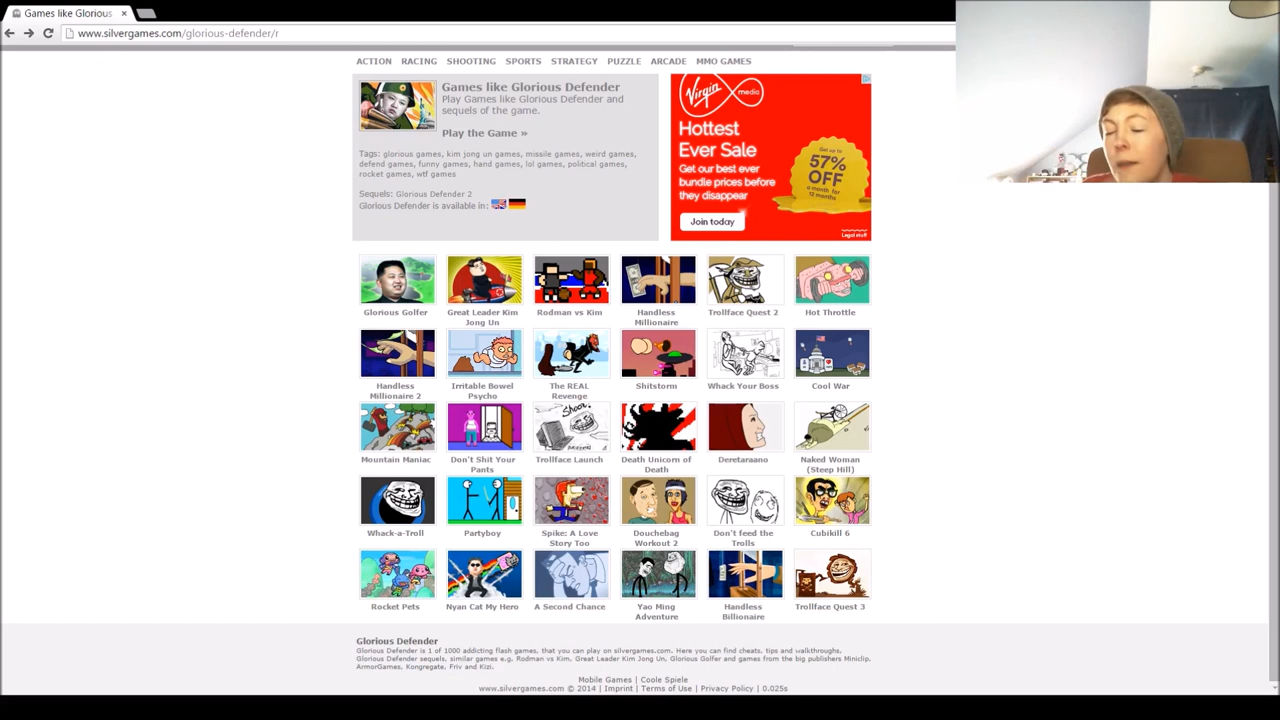 Games like Glorious
www.silvergames.com/glorious-defender/r
ACTION RACING SHOOTING SPORTS STRATEGY PUZZLE ARCADE MMO GAMES
Games like Glorious Defender
Play Games like Glorious Defender and
sequels of the game.
Play the Game »
Tags: glorious games, kim jong un games, missile games, weird games,
defend games, funny games, hand games, lol games, political games,
rocket games, wtf games
Sequels: Glorious Defender 2
Glorious Defender is available in:
Virgin media
Hottest
Ever Sale
Get our best ever
bundle prices before
they disappear
Join today
Get up to
57%
OFF
a month for
12 months
Legal stuff
Glorious Golfer
Great Leader Kim
Jong Un
Rodman vs Kim
Handless
Millionaire
Trollface Quest 2
Hot Throttle
Handless
Millionaire 2
Irritable Bowel
Psycho
The REAL
Revenge
Shitstorm
Whack Your Boss
Cool War
Mountain Maniac
Don't Shit Your
Pants
Shoot!
Trollface Launch
Death Unicorn of
Death
Deretaraano
Naked Woman
(Steep Hill)
Whack-a-Troll
Partyboy
Spike: A Love
Story Too
Douchebag
Workout 2
Don't feed the
Trolls
Cubikill 6
Rocket Pets
Nyan Cat My Hero
A Second Chance
Yao Ming
Adventure
Handless
Billionaire
Trollface Quest 3
Glorious Defender
Glorious Defender is 1 of 1000 addicting flash games, that you can play on silvergames.com. Here you can find cheats, tips and walkthroughs,
Glorious Defender sequels, similar games e.g. Rodman vs Kim, Great Leader Kim Jong Un, Glorious Golfer and games from the big publishers Miniclip,
ArmorGames, Kongregate, Friv and Kizi.
Mobile Games | Coole Spiele
www.silvergames.com © 2014 | Imprint | Terms of Use | Privacy Policy | 0.025s